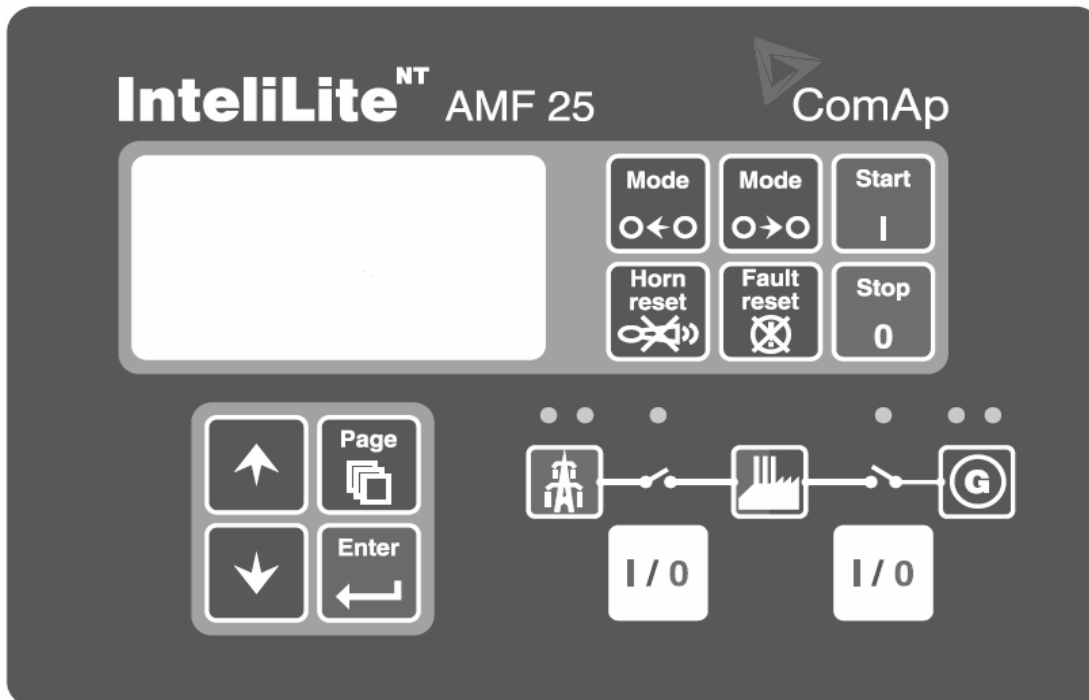 InteliLite NT AMF 25
ComAp
Mode
Mode
Start
I
Horn
reset
Fault
reset
Stop
0
Page
Enter
G
I / 0
I / 0